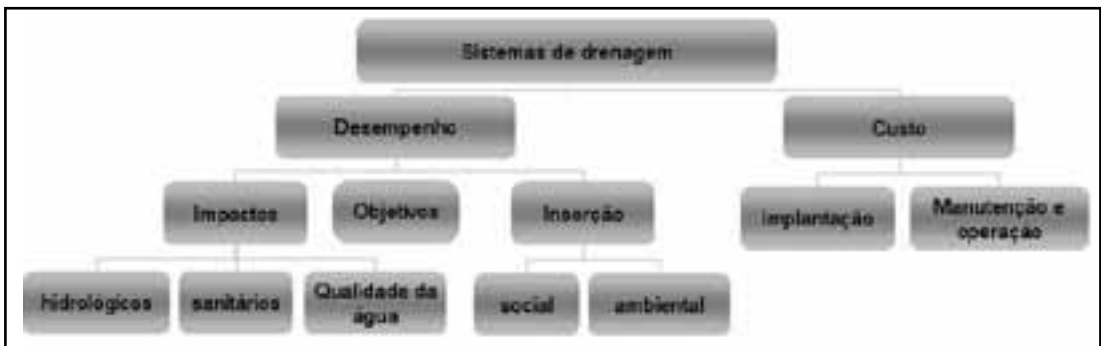 Sistemas de drenagem
Desempenho
Custo
Impactos
Objetivos
Inserção
Implantação
Manutenção e
operação
hidrológicos
sanitários
Qualidade da
água
social
ambiental